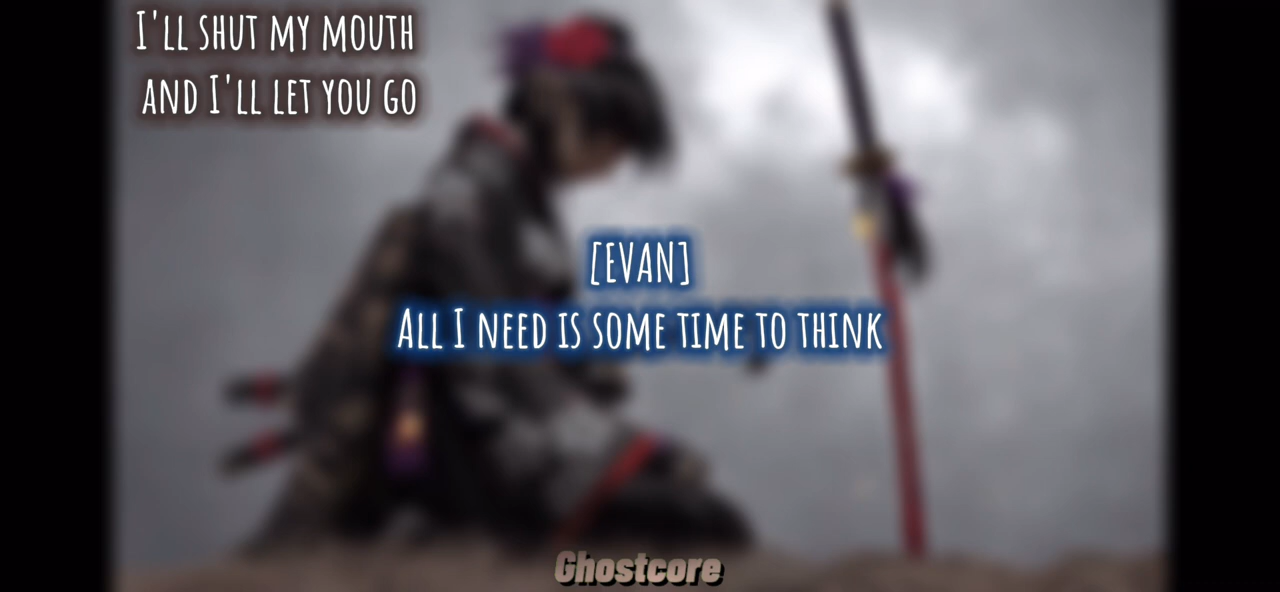 I'LL SHUT MY MOUTH
AND I'LL LET YOU GO
[EVAN]
ALL I NEED IS SOME TIME TO THINK
Ghostcore